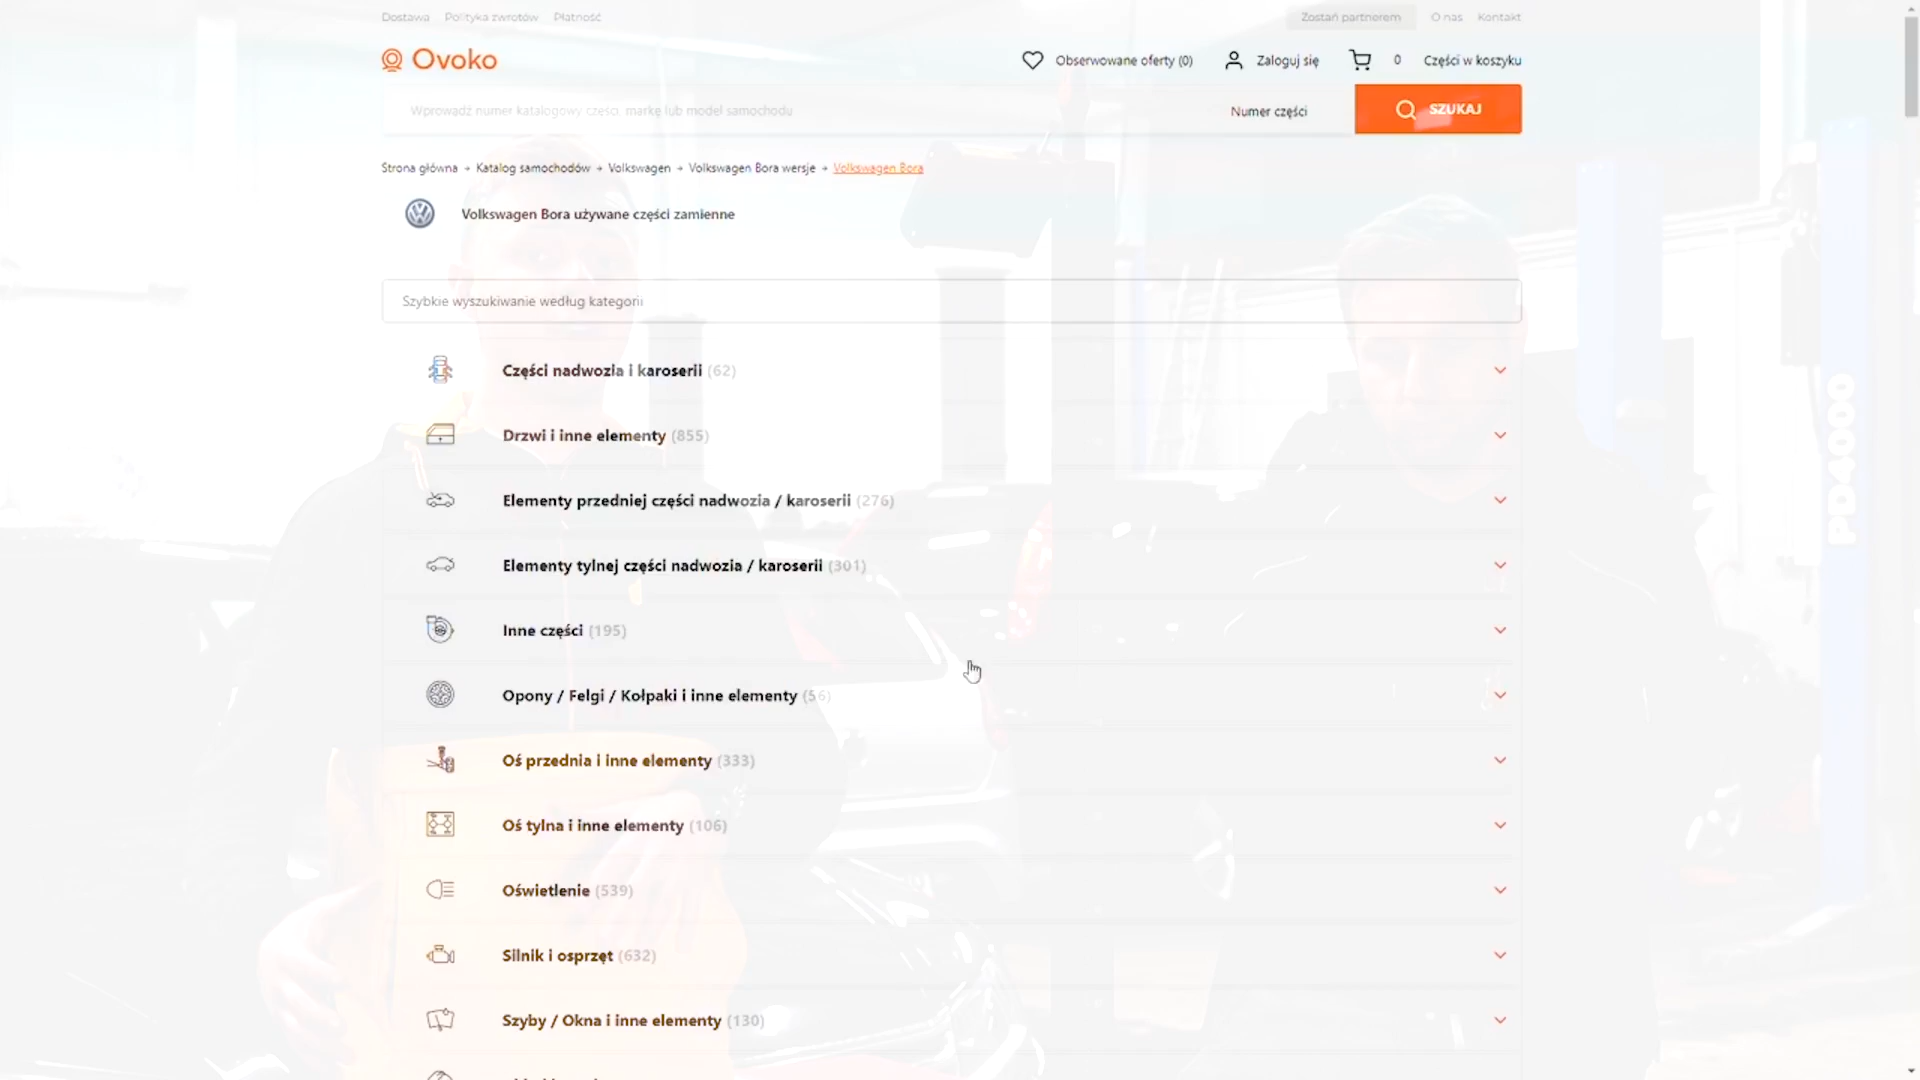 Dostawa Polityka zwrotów Płatność Zostań partnerem O nas Kontakt
Ovoko Obserwowane oferty (0) Zaloguj się 0 Części w koszyku
Wprowadź numer katalogowy części, markę lub model samochodu Numer części SZUKAJ
Strona główna → Katalog samochodów → Volkswagen → Volkswagen Bora wersje → Volkswagen Bora
Volkswagen Bora używane części zamienne
Szybkie wyszukiwanie według kategorii
Części nadwozia i karoserii (62)
Drzwi i inne elementy (855)
Elementy przedniej części nadwozia / karoserii (276)
Elementy tylnej części nadwozia / karoserii (301)
Inne części (195)
Opony / Felgi / Kołpaki i inne elementy (56)
Oś przednia i inne elementy (333)
Oś tylna i inne elementy (106)
Oświetlenie (539)
Silnik i osprzęt (632)
Szyby / Okna i inne elementy (130)
PD4000